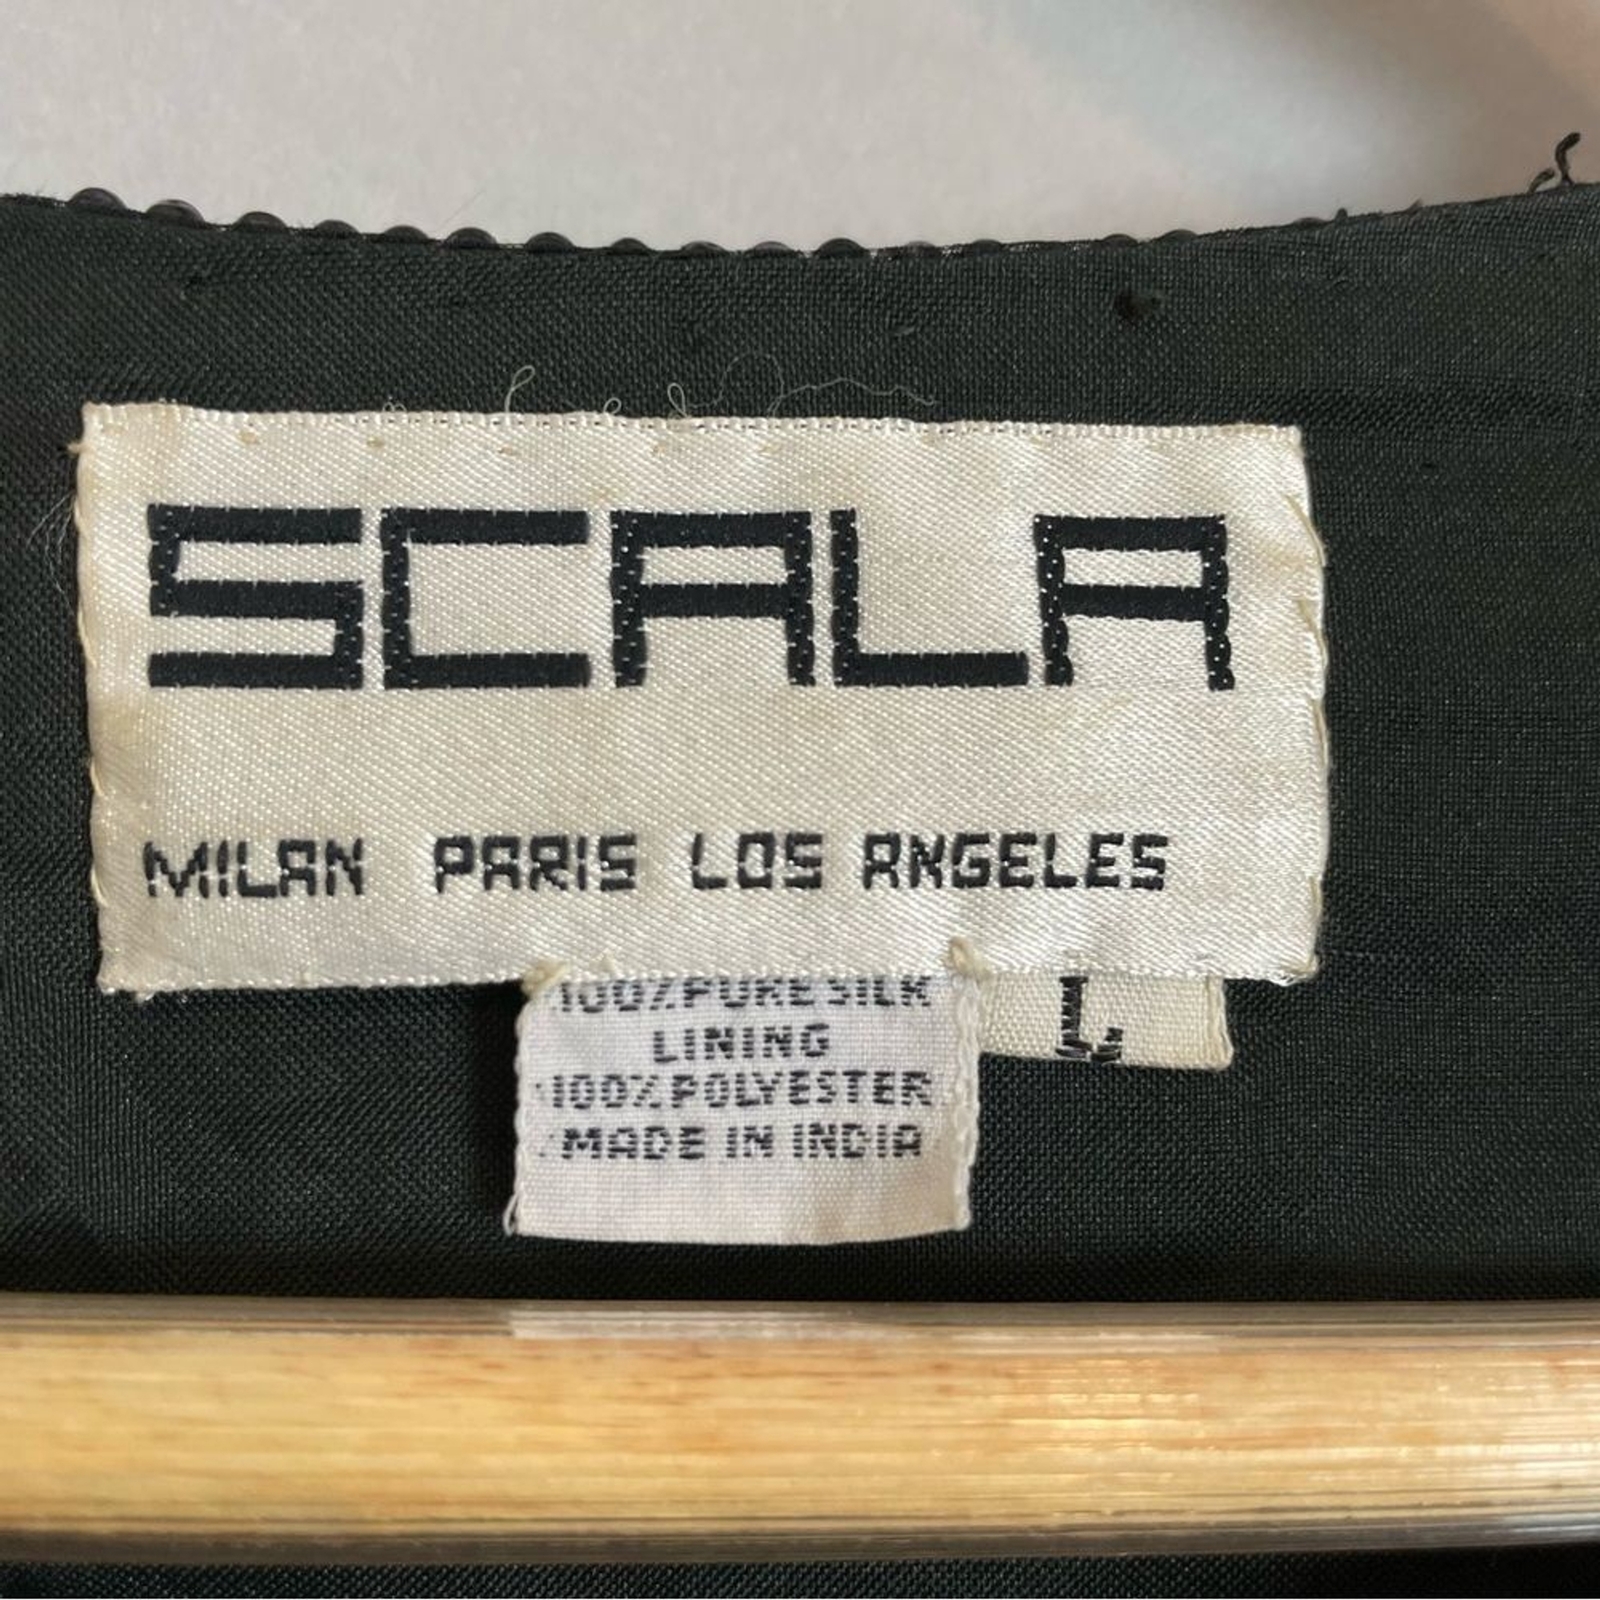 SCALA
MILAN PARIS LOS ANGELES
100% PURE SILK
LINING
100% POLYESTER
MADE IN INDIA
L